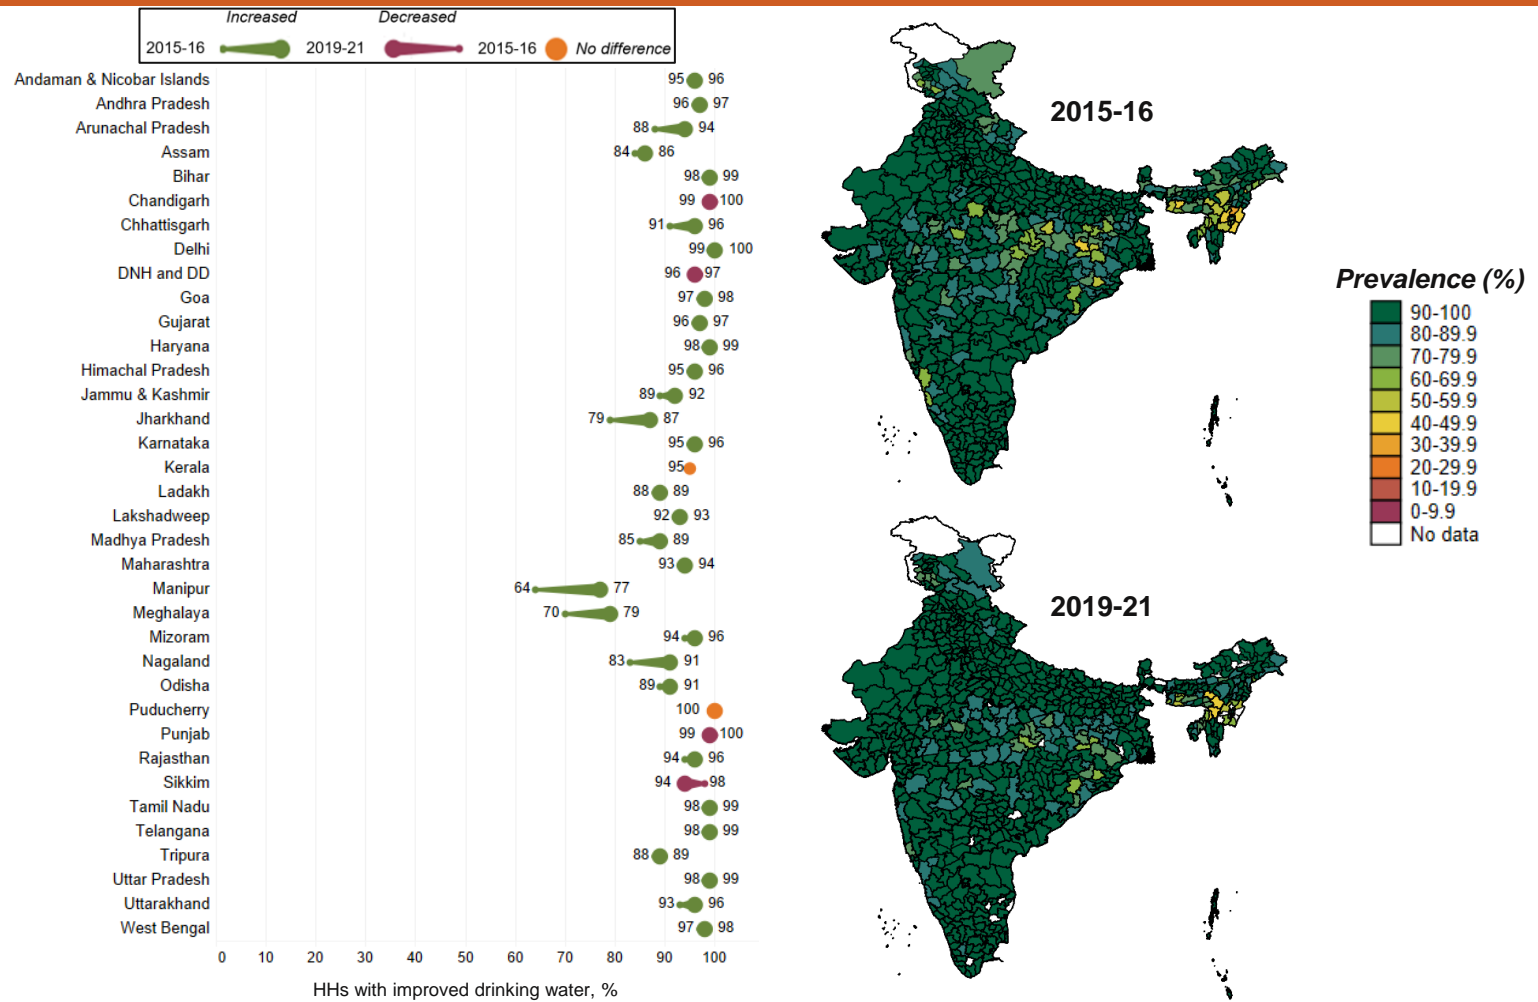 Increased Decreased
2015-16 2019-21 2015-16 No difference
Andaman & Nicobar Islands 95 96
Andhra Pradesh 96 97
Arunachal Pradesh 88 94
Assam 84 86
Bihar 98 99
Chandigarh 99 100
Chhattisgarh 91 96
Delhi 99 100
DNH and DD 96 97
Goa 97 98
Gujarat 96 97
Haryana 98 99
Himachal Pradesh 95 96
Jammu & Kashmir 89 92
Jharkhand 79 87
Karnataka 95 96
Kerala 95
Ladakh 88 89
Lakshadweep 92 93
Madhya Pradesh 85 89
Maharashtra 93 94
Manipur 64 77
Meghalaya 70 79
Mizoram 94 96
Nagaland 83 91
Odisha 89 91
Puducherry 100
Punjab 99 100
Rajasthan 94 96
Sikkim 94 98
Tamil Nadu 98 99
Telangana 98 99
Tripura 88 89
Uttar Pradesh 98 99
Uttarakhand 93 96
West Bengal 97 98
0 10 20 30 40 50 60 70 80 90 100
HHs with improved drinking water, %
2015-16
2019-21
Prevalence (%)
90-100
80-89.9
70-79.9
60-69.9
50-59.9
40-49.9
30-39.9
20-29.9
10-19.9
0-9.9
No data